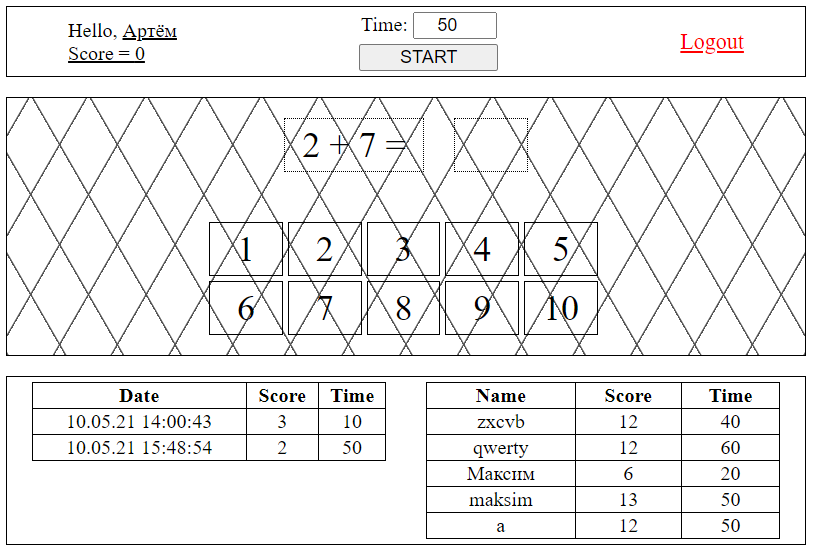 Hello, Артём
Score = 0
Time: 50
START
Logout
2 + 7 =
1 2 3 4 5
6 7 8 9 10
Date Score Time
10.05.21 14:00:43 3 10
10.05.21 15:48:54 2 50
Name Score Time
zxcvb 12 40
qwerty 12 60
Максим 6 20
maksim 13 50
a 12 50